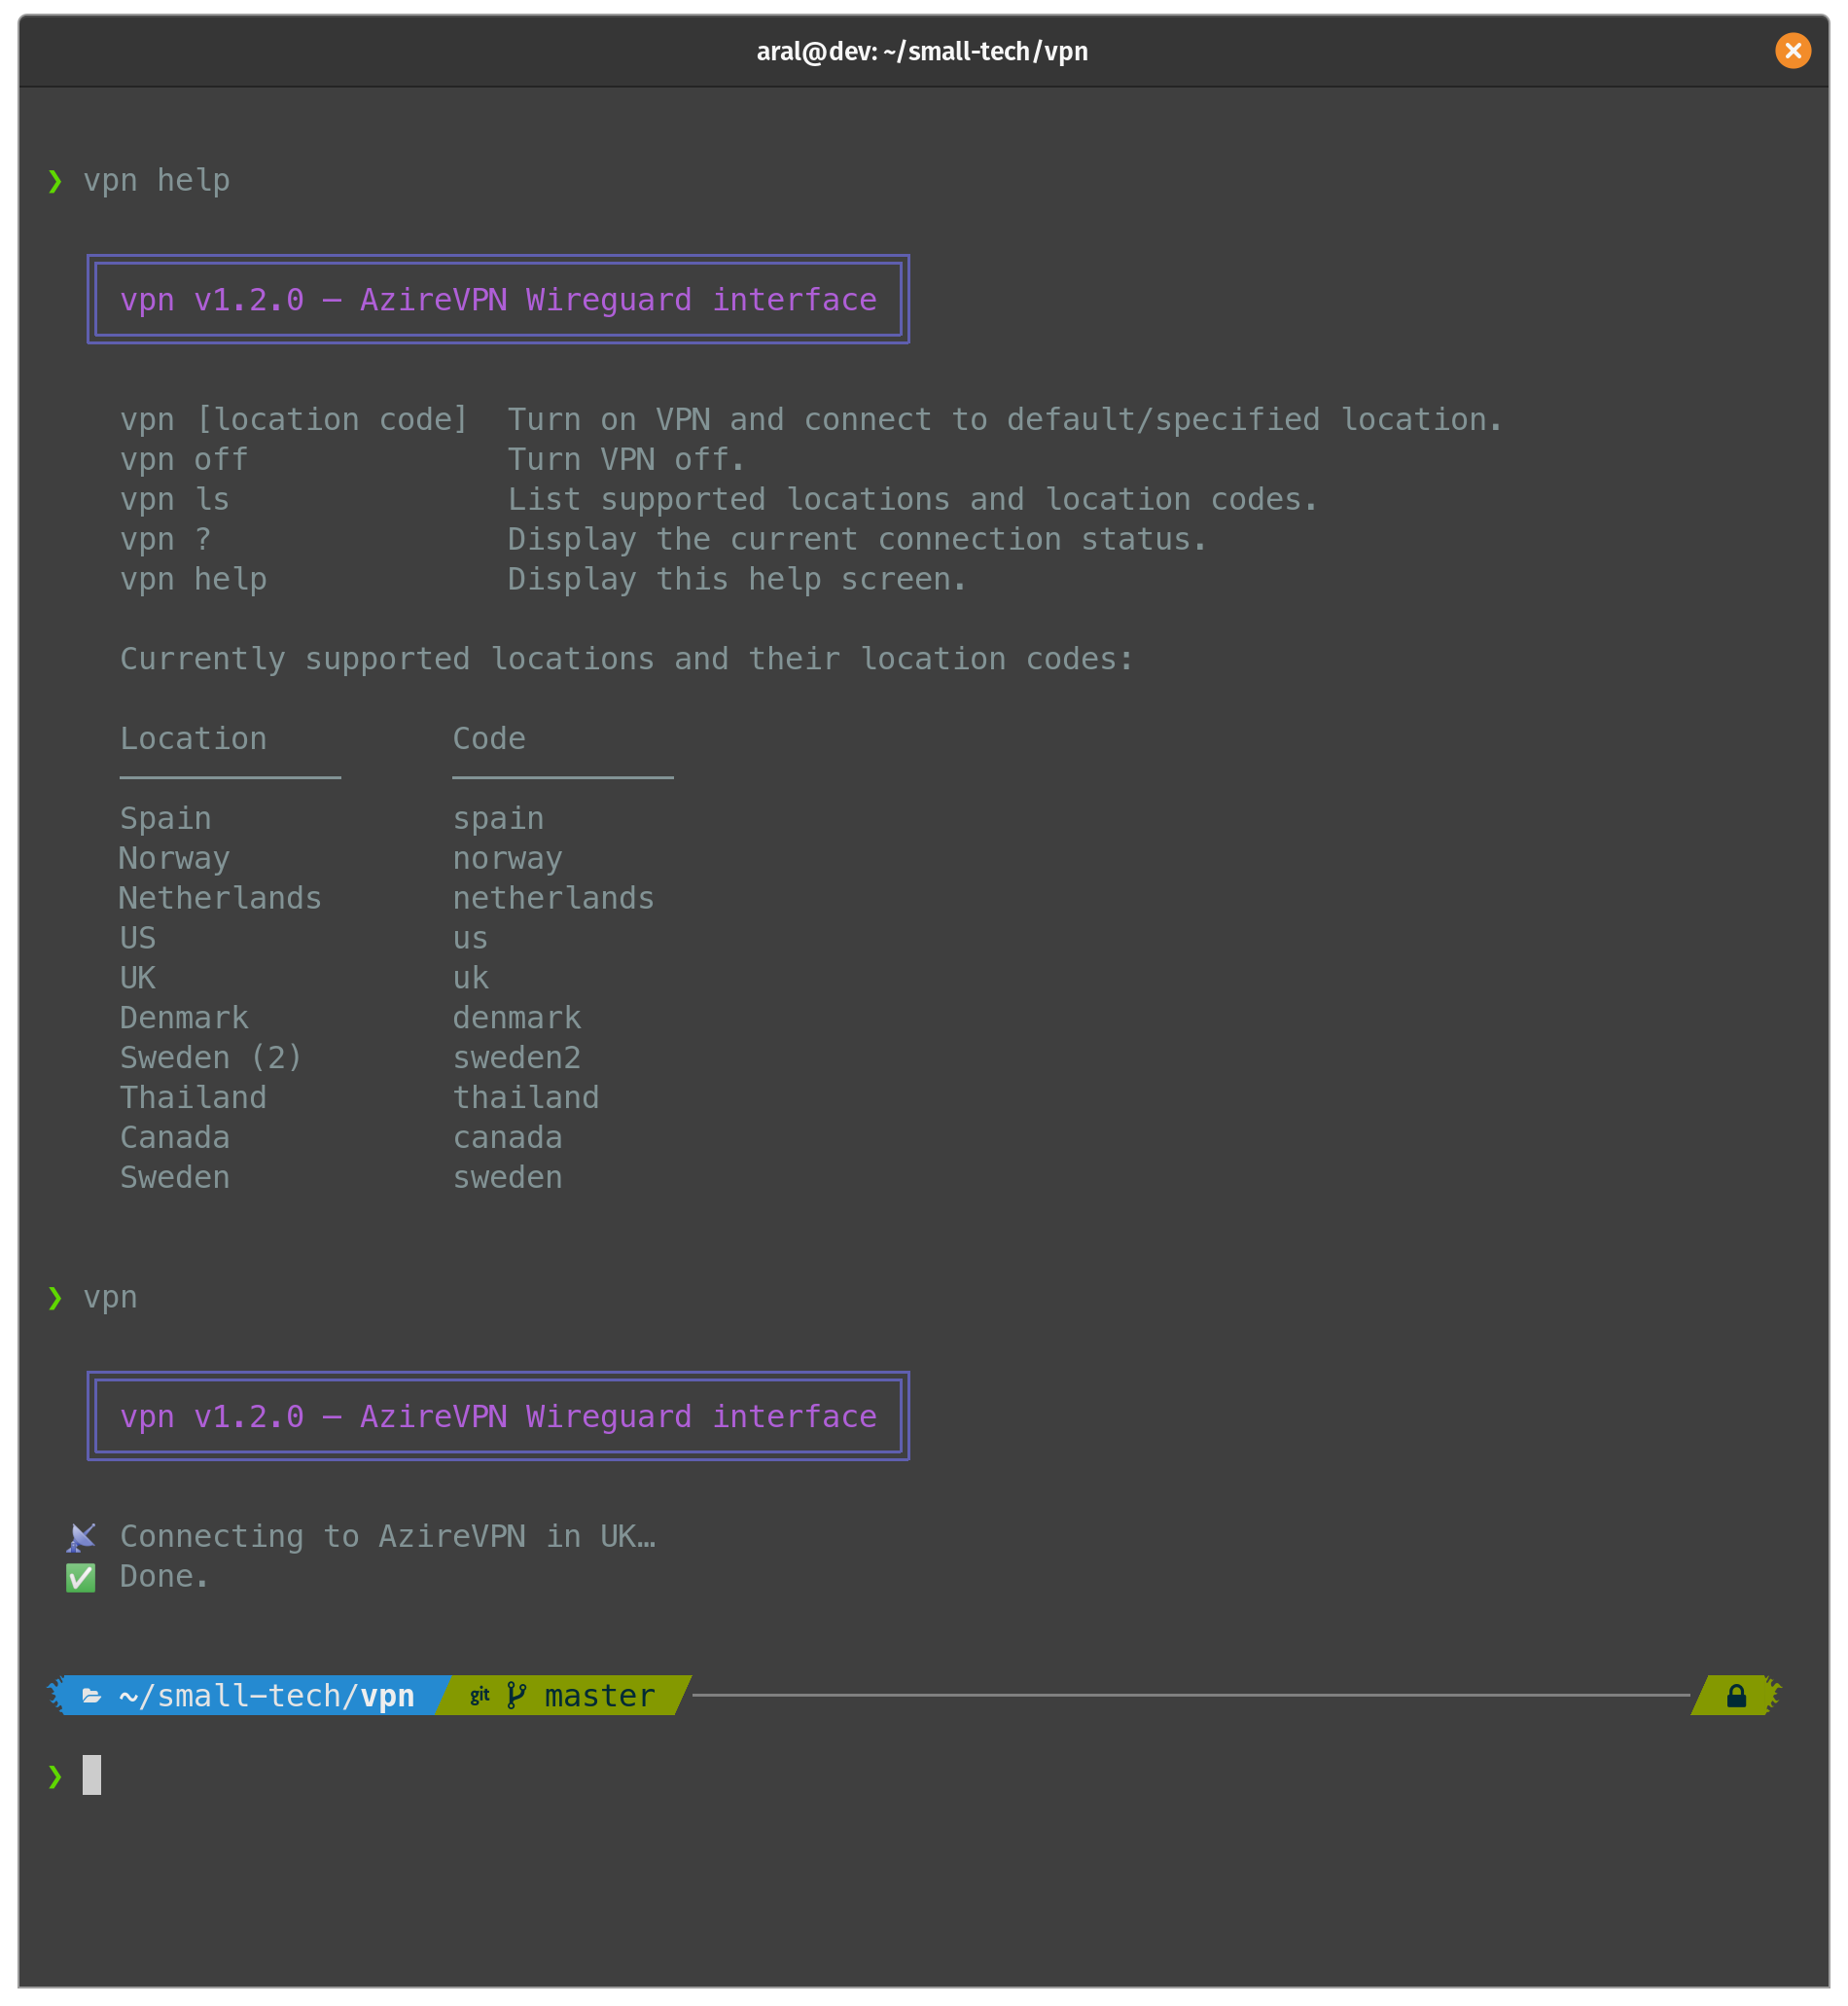 aral@dev: ~/small-tech/vpn
❯ vpn help
vpn v1.2.0 — AzireVPN Wireguard interface
vpn [location code]  Turn on VPN and connect to default/specified location.
vpn off              Turn VPN off.
vpn ls               List supported locations and location codes.
vpn ?                Display the current connection status.
vpn help             Display this help screen.
Currently supported locations and their location codes:
Location          Code
Spain             spain
Norway            norway
Netherlands       netherlands
US                us
UK                uk
Denmark           denmark
Sweden (2)        sweden2
Thailand          thailand
Canada            canada
Sweden            sweden
❯ vpn
vpn v1.2.0 — AzireVPN Wireguard interface
📡 Connecting to AzireVPN in UK…
✅ Done.
~/small-tech/vpn git master
❯